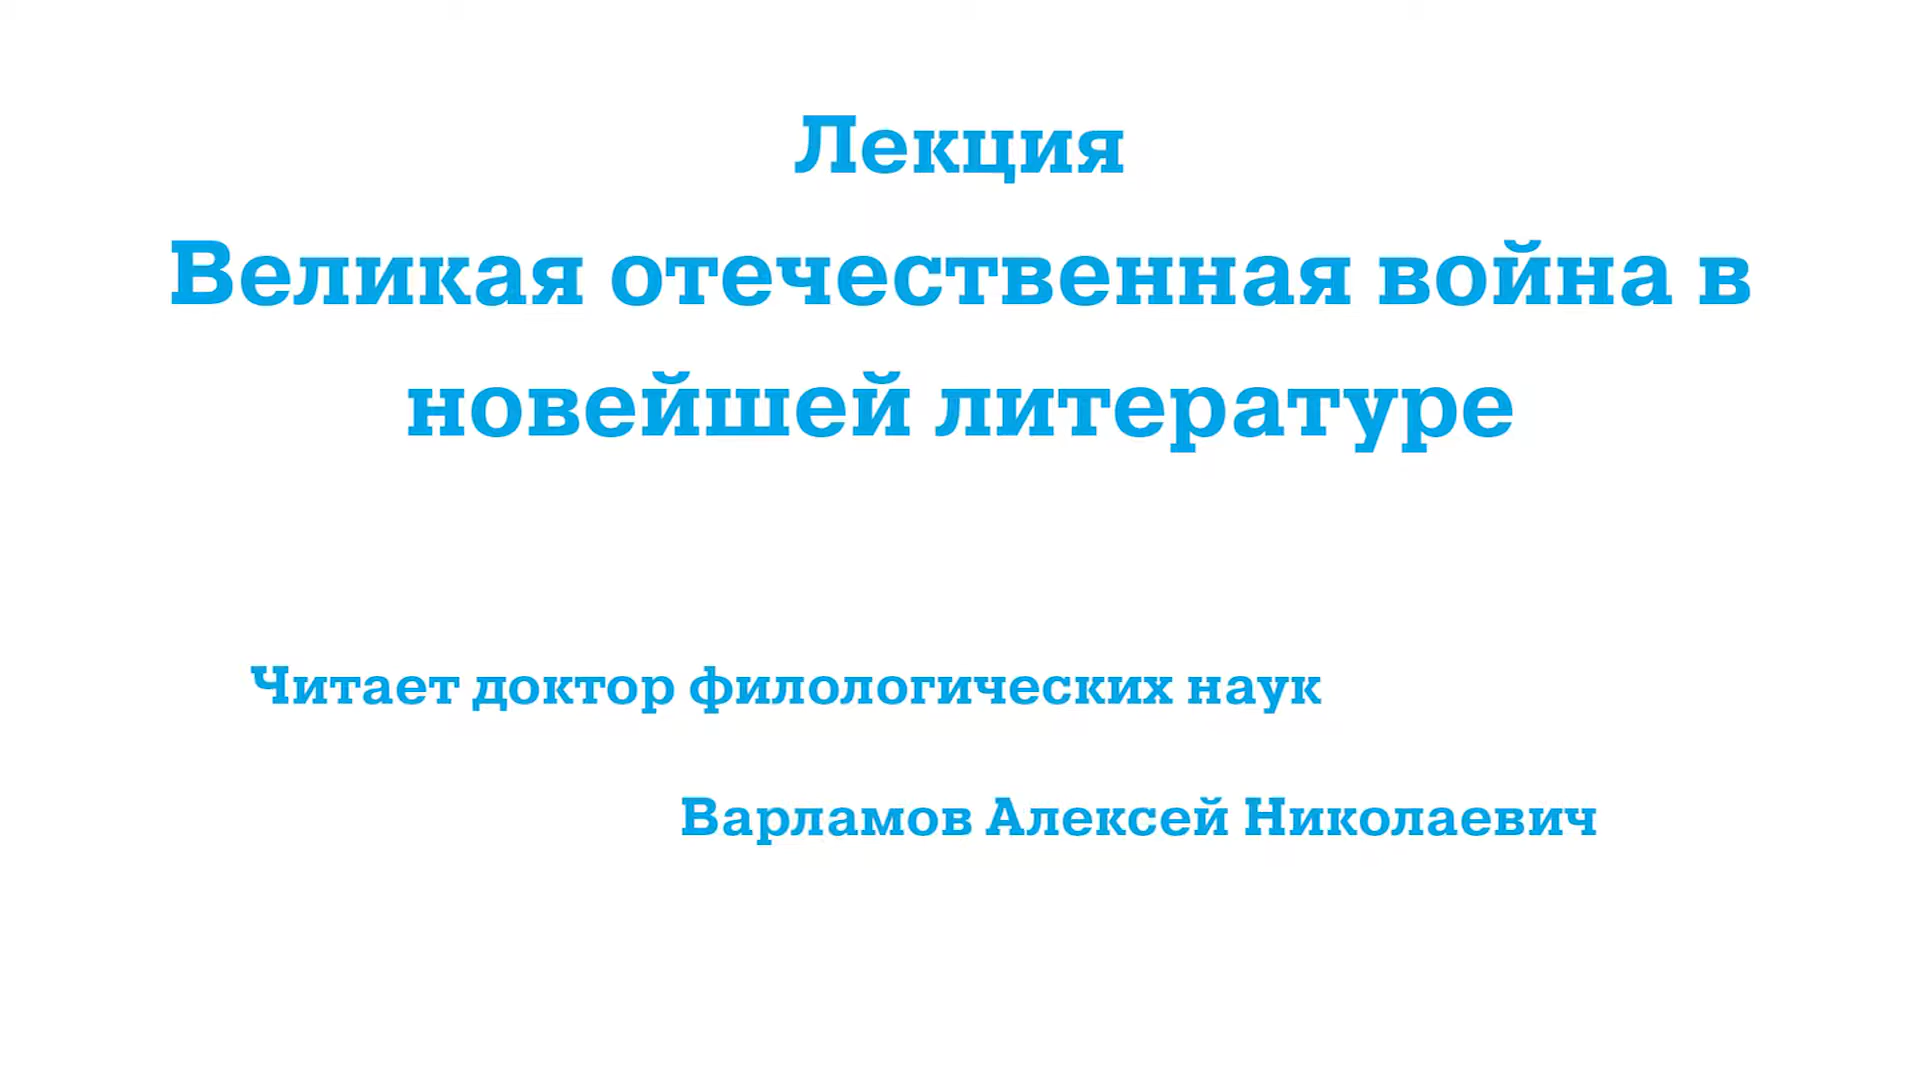 Лекция
Великая отечественная война в
новейшей литературе
Читает доктор филологических наук
Варламов Алексей Николаевич